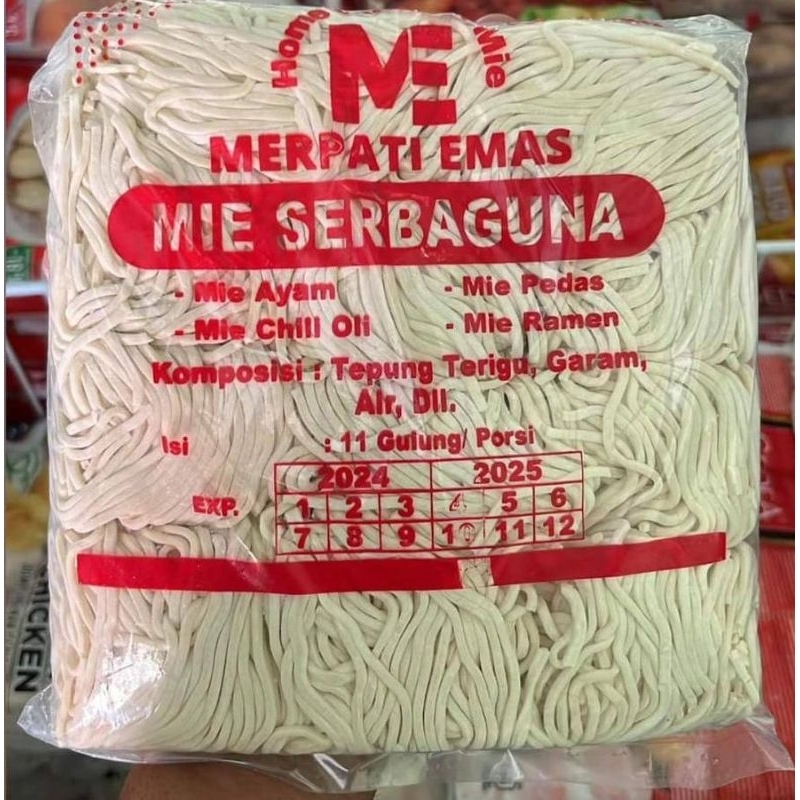 Home ME Mie
MERPATI EMAS
MIE SERBAGUNA
- Mie Ayam - Mie Pedas
- Mie Chili Oli - Mie Ramen
Komposisi : Tepung Terigu, Garam,
Air, Dll.
Isi : 11 Gulung/ Porsi
2024 2025
EXP. 1 2 3 4 5 6
7 8 9 10 11 12
HICKEN